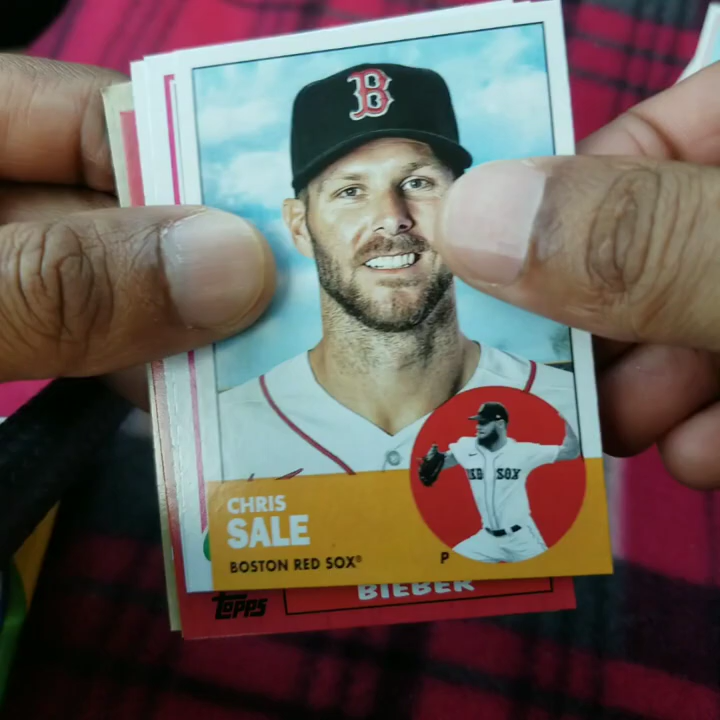 B
CHRIS
SALE
BOSTON RED SOX®
P
RED SOX
Topps
BIEBER